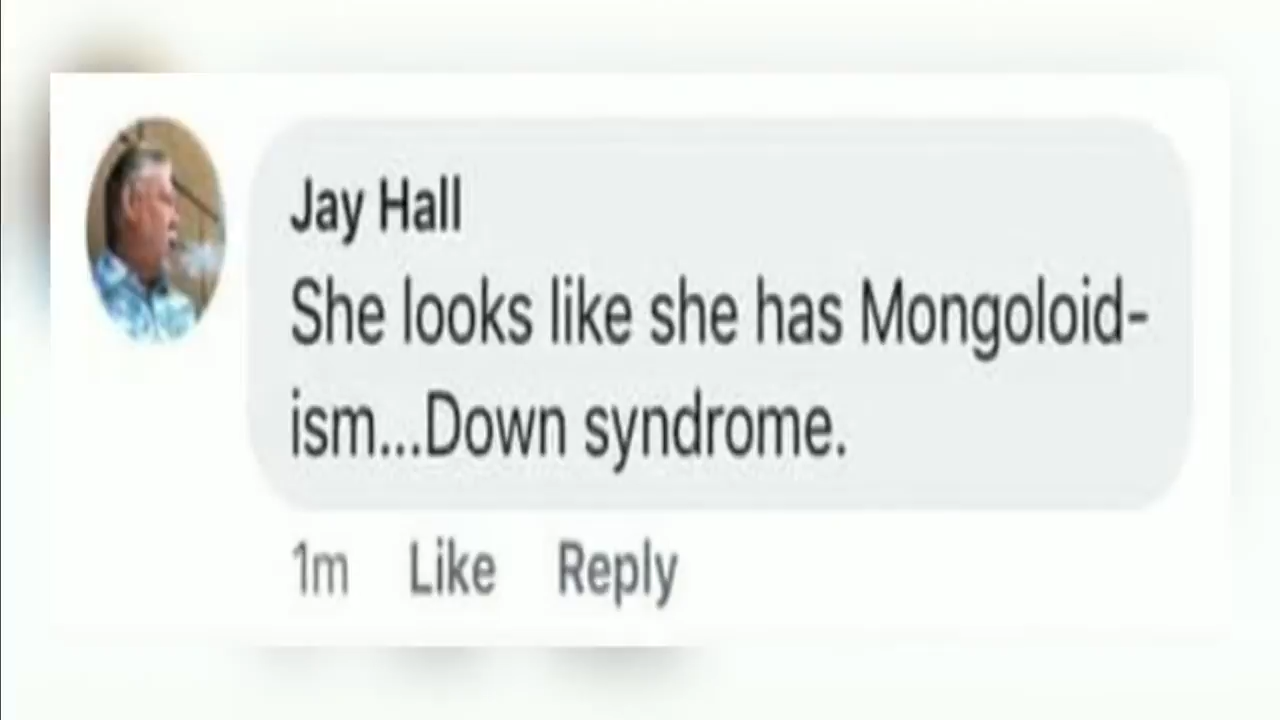 Jay Hall
She looks like she has Mongoloid-
ism...Down syndrome.
1m Like Reply